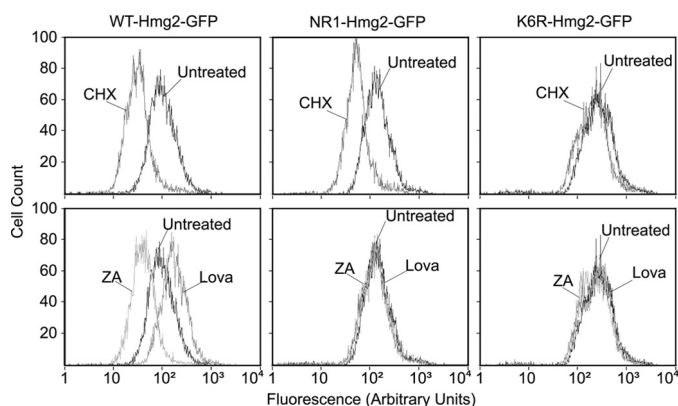 WT-Hmg2-GFP NR1-Hmg2-GFP K6R-Hmg2-GFP
100
80
60
40
20
CHX Untreated
CHX Untreated
CHX Untreated
Cell Count
100
80
60
40
20
ZA Untreated Lova
ZA Untreated Lova
ZA Untreated Lova
1 10 10² 10³ 10⁴
1 10 10² 10³ 10⁴
1 10 10² 10³ 10⁴
Fluorescence (Arbitrary Units)